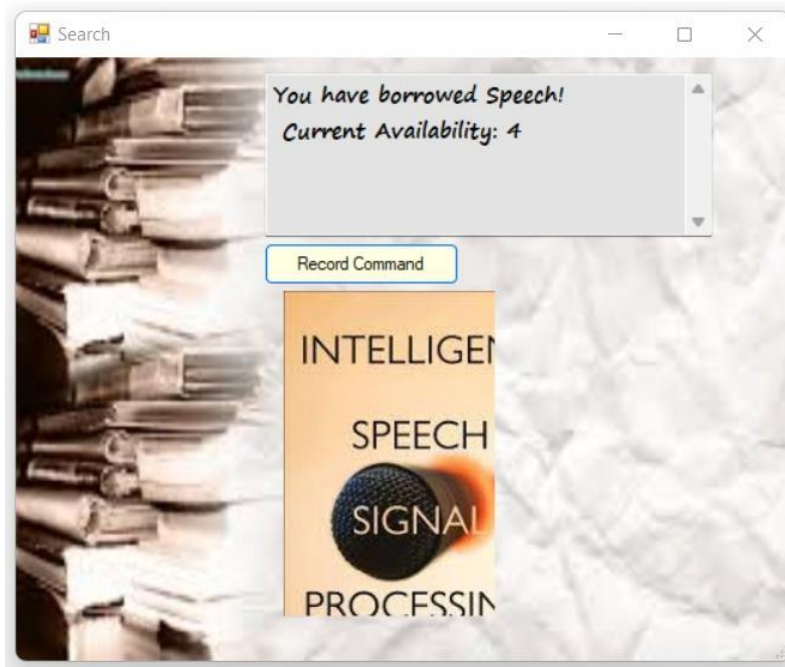 Search
You have borrowed Speech!
Current Availability: 4
Record Command
INTELLIGEN
SPEECH
SIGNAL
PROCESSIN